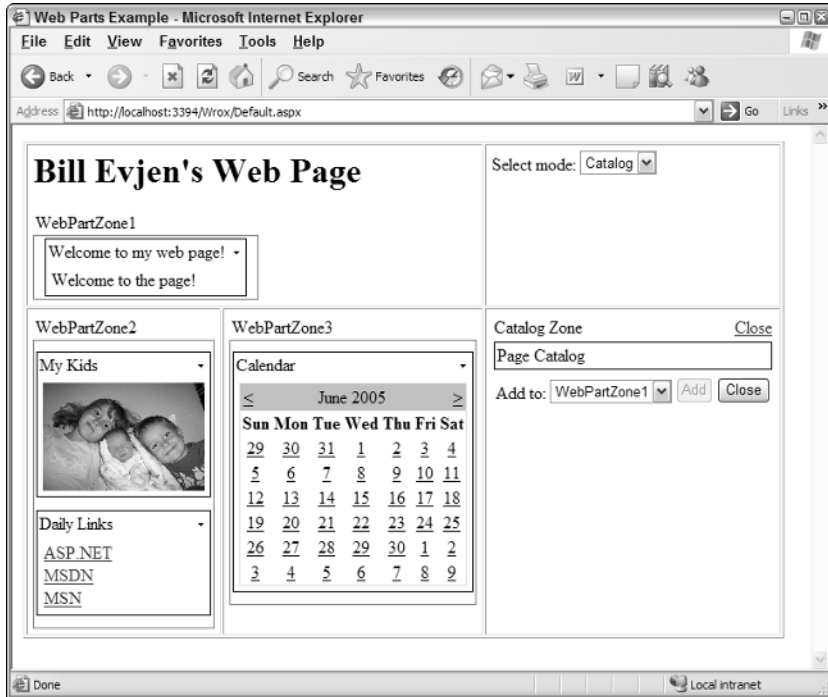 Web Parts Example - Microsoft Internet Explorer
File Edit View Favorites Tools Help
Back Search Favorites
Address http://localhost:3394/Wrox/Default.aspx Go Links »
Bill Evjen's Web Page
Select mode: Catalog
WebPartZone1
Welcome to my web page!
Welcome to the page!
WebPartZone2
My Kids
Daily Links
ASP.NET
MSDN
MSN
WebPartZone3
Calendar
< June 2005 >
Sun Mon Tue Wed Thu Fri Sat
29 30 31 1 2 3 4
5 6 7 8 9 10 11
12 13 14 15 16 17 18
19 20 21 22 23 24 25
26 27 28 29 30 1 2
3 4 5 6 7 8 9
Catalog Zone Close
Page Catalog
Add to: WebPartZone1 Add Close
Done Local intranet